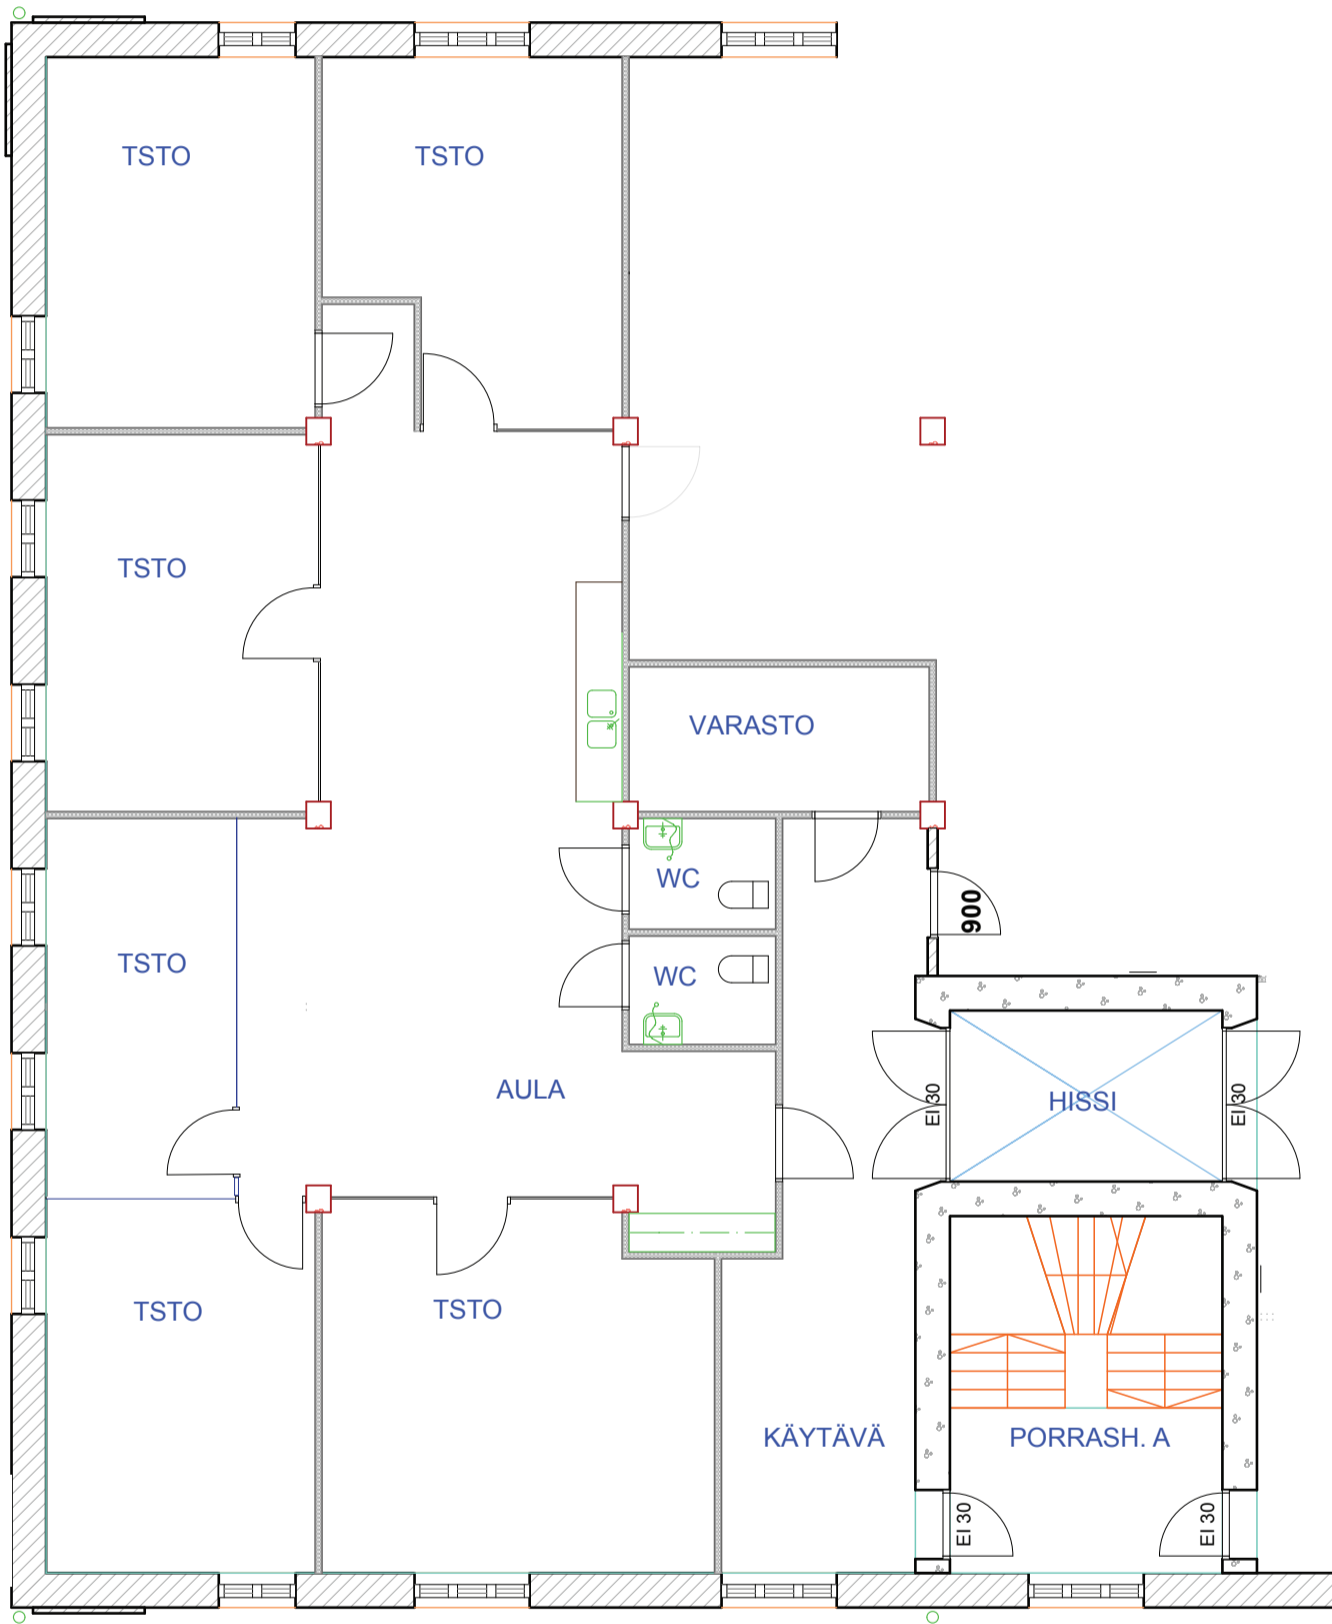 TSTO
TSTO
TSTO
VARASTO
WC
900
TSTO
WC
AULA
HISSI
EI 30
EI 30
TSTO
TSTO
KÄYTÄVÄ
PORRASH. A
EI 30
EI 30